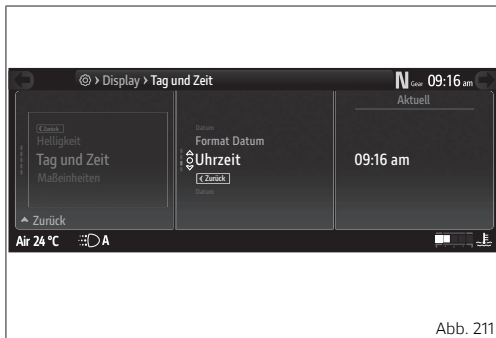 > Display > Tag und Zeit
N Gear 09:16 am
< Zurück
Helligkeit
Tag und Zeit
Maßeinheiten
Zurück
Datum
Format Datum
Uhrzeit
< Zurück
Datum
Aktuell
09:16 am
Air 24 °C
A
Abb. 211